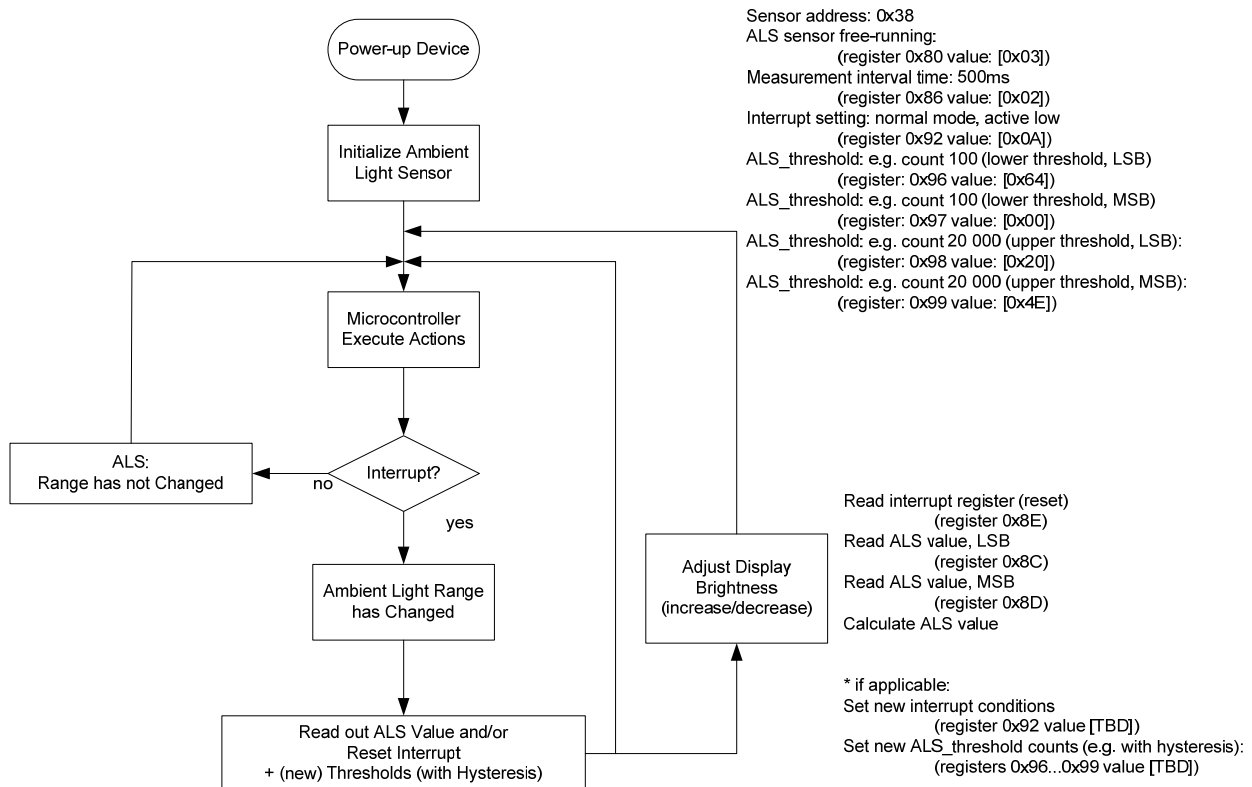 Power-up Device
Initialize Ambient
Light Sensor
Microcontroller
Execute Actions
Interrupt?
no
yes
ALS:
Range has not Changed
Ambient Light Range
has Changed
Read out ALS Value and/or
Reset Interrupt
+ (new) Thresholds (with Hysteresis)
Adjust Display
Brightness
(increase/decrease)
Sensor address: 0x38
ALS sensor free-running:
(register 0x80 value: [0x03])
Measurement interval time: 500ms
(register 0x86 value: [0x02])
Interrupt setting: normal mode, active low
(register 0x92 value: [0x0A])
ALS_threshold: e.g. count 100 (lower threshold, LSB)
(register: 0x96 value: [0x64])
ALS_threshold: e.g. count 100 (lower threshold, MSB)
(register: 0x97 value: [0x00])
ALS_threshold: e.g. count 20 000 (upper threshold, LSB):
(register: 0x98 value: [0x20])
ALS_threshold: e.g. count 20 000 (upper threshold, MSB):
(register: 0x99 value: [0x4E])
Read interrupt register (reset)
(register 0x8E)
Read ALS value, LSB
(register 0x8C)
Read ALS value, MSB
(register 0x8D)
Calculate ALS value
* if applicable:
Set new interrupt conditions
(register 0x92 value [TBD])
Set new ALS_threshold counts (e.g. with hysteresis):
(registers 0x96...0x99 value [TBD])